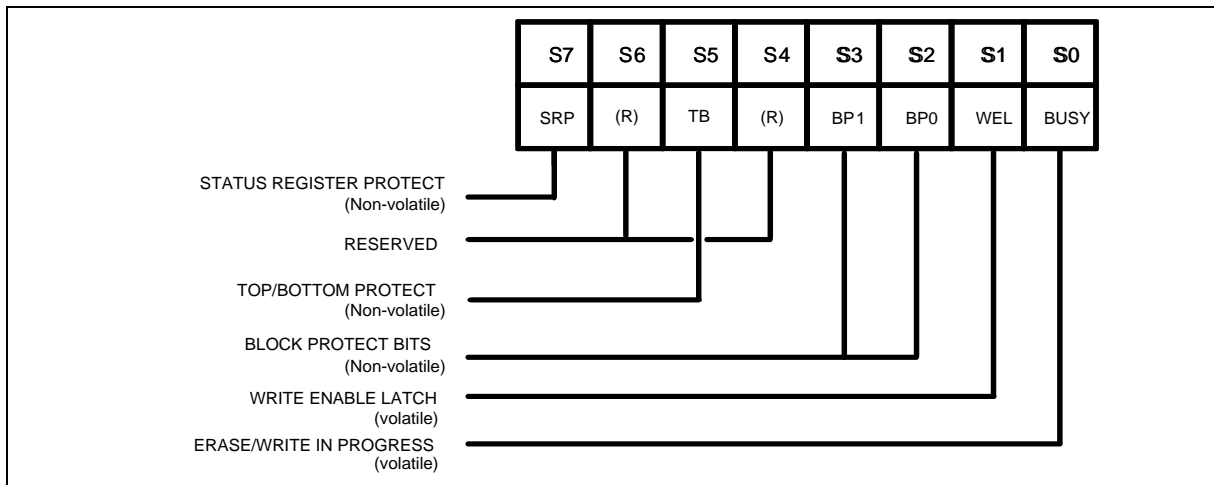 S7 S6 S5 S4 S3 S2 S1 S0
SRP (R) TB (R) BP1 BP0 WEL BUSY
STATUS REGISTER PROTECT
(Non-volatile)
RESERVED
TOP/BOTTOM PROTECT
(Non-volatile)
BLOCK PROTECT BITS
(Non-volatile)
WRITE ENABLE LATCH
(volatile)
ERASE/WRITE IN PROGRESS
(volatile)